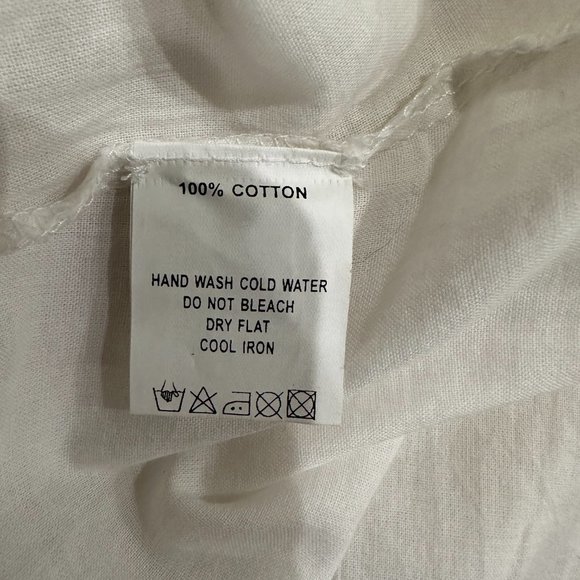 100% COTTON
HAND WASH COLD WATER
DO NOT BLEACH
DRY FLAT
COOL IRON